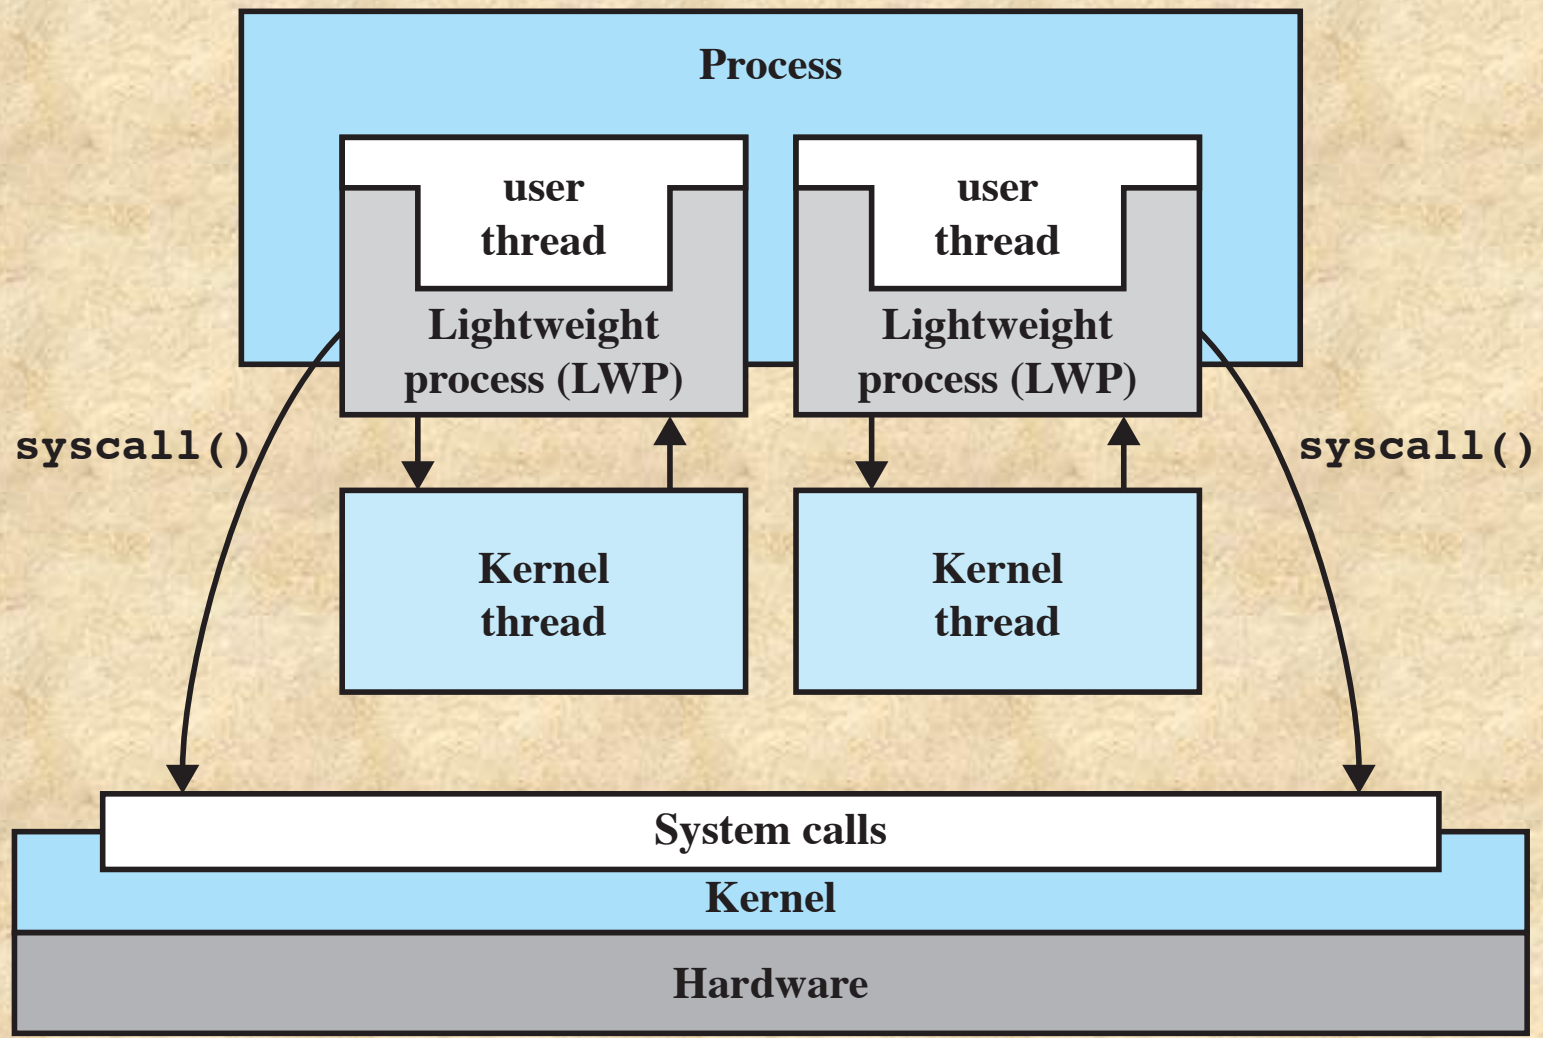 Process
user
thread
user
thread
Lightweight
process (LWP)
Lightweight
process (LWP)
syscall()
syscall()
Kernel
thread
Kernel
thread
System calls
Kernel
Hardware